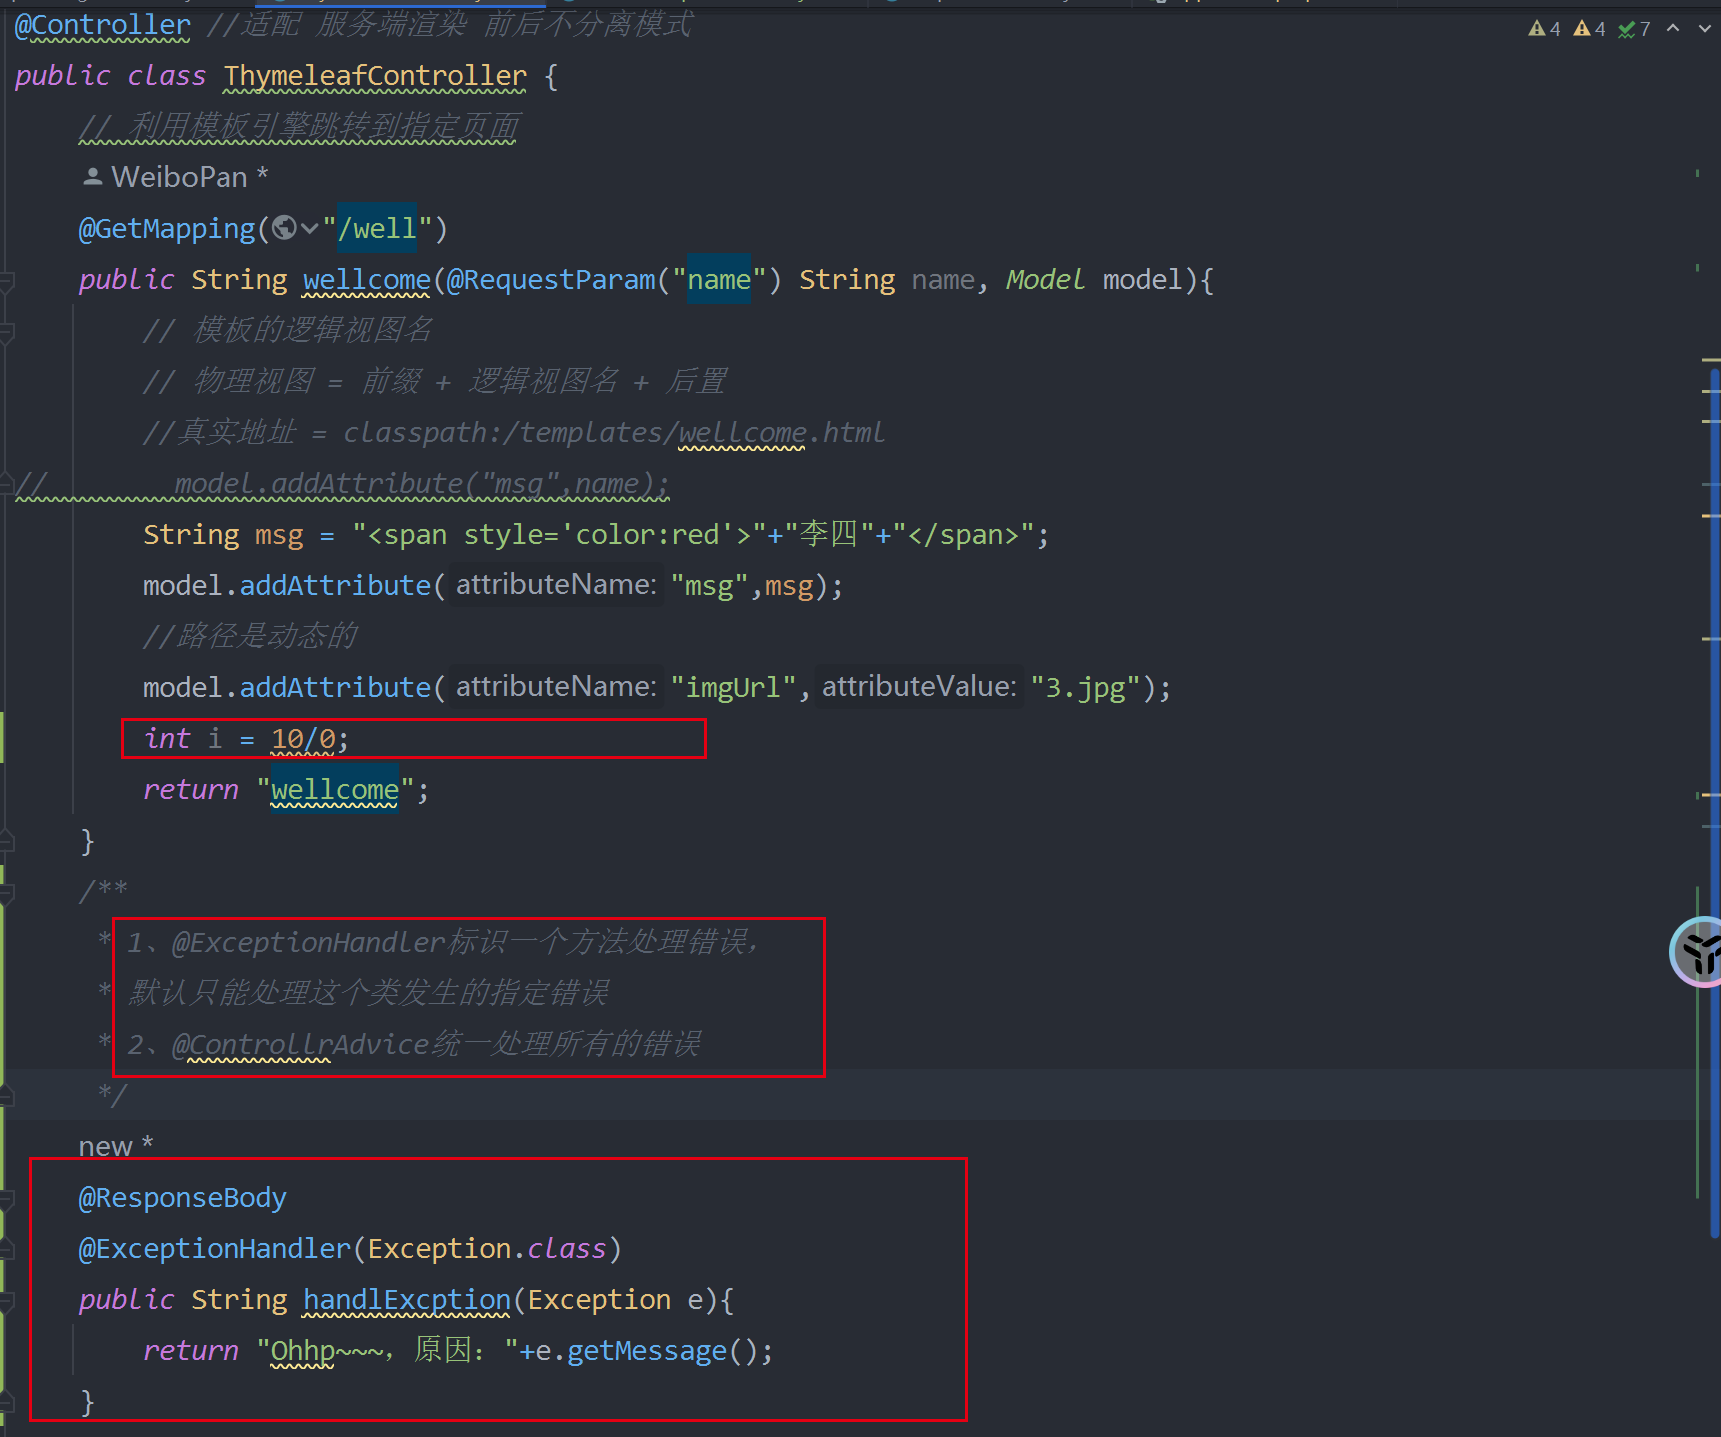 @Controller //适配 服务端渲染 前后不分离模式
4 4 7
public class ThymeleafController {
// 利用模板引擎跳转到指定页面
WeiboPan *
@GetMapping("/well")
public String wellcome(@RequestParam("name") String name, Model model){
// 模板的逻辑视图名
// 物理视图 = 前缀 + 逻辑视图名 + 后置
//真实地址 = classpath:/templates/wellcome.html
// model.addAttribute("msg",name);
String msg = "<span style='color:red'>"+"李四"+"</span>";
model.addAttribute( attributeName: "msg",msg);
//路径是动态的
model.addAttribute( attributeName: "imgUrl", attributeValue: "3.jpg");
int i = 10/0;
return "wellcome";
}
/**
* 1、@ExceptionHandler标识一个方法处理错误,
* 默认只能处理这个类发生的指定错误
* 2、@ControllrAdvice统一处理所有的错误
*/
new *
@ResponseBody
@ExceptionHandler(Exception.class)
public String handlExcption(Exception e){
return "Ohhp~~~, 原因: "+e.getMessage();
}